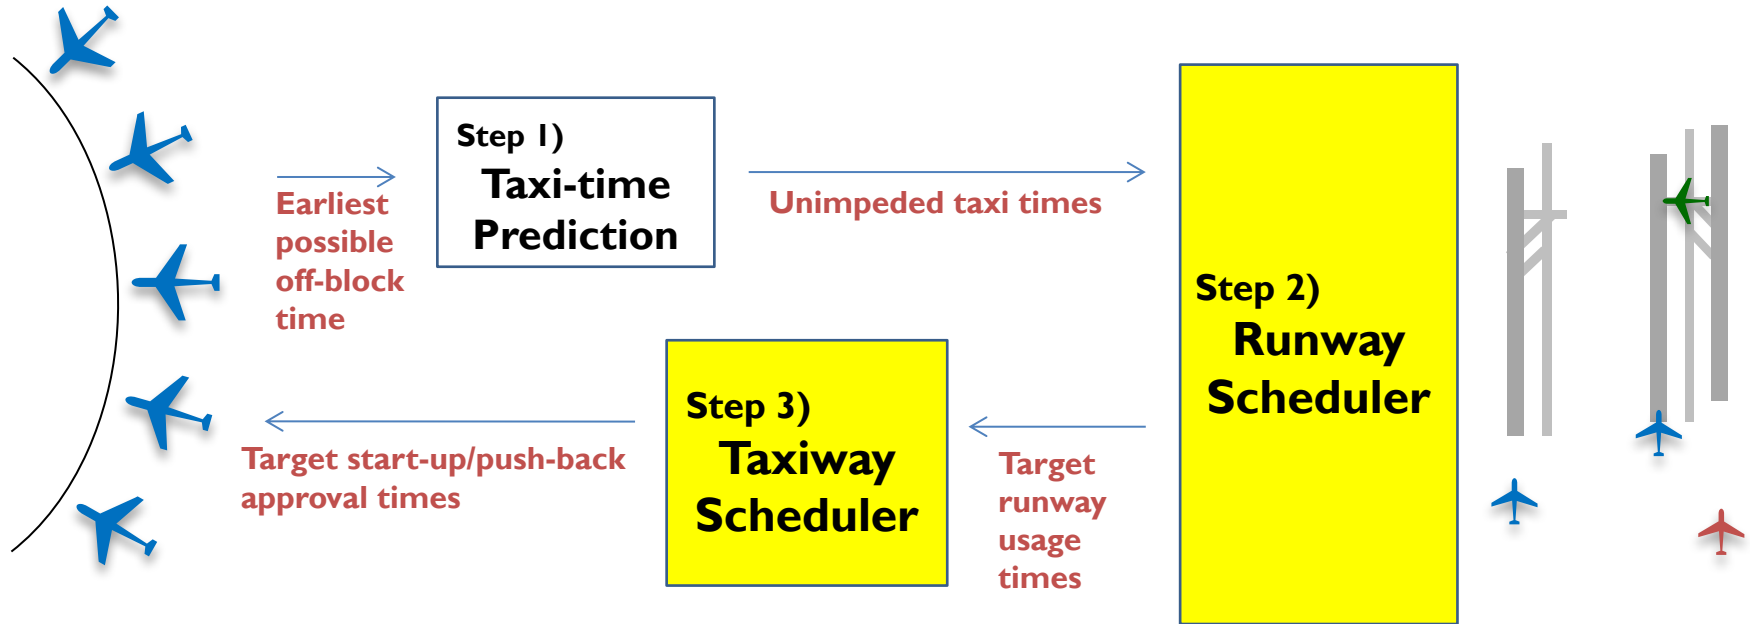 Step 1)
Taxi-time
Prediction
Earliest
possible
off-block
time
Unimpeded taxi times
Step 2)
Runway
Scheduler
Step 3)
Taxiway
Scheduler
Target
runway
usage
times
Target start-up/push-back
approval times